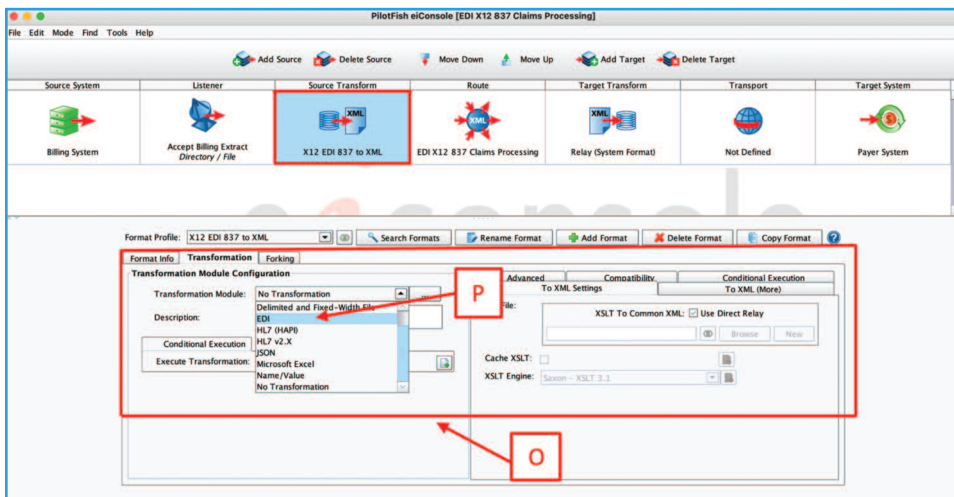 PilotFish eiConsole [EDI X12 837 Claims Processing]
File Edit Mode Find Tools Help
Add Source Delete Source Move Down Move Up Add Target Delete Target
Source System Listener Source Transform Route Target Transform Transport Target System
XML XML XML
Billing System Accept Billing Extract X12 EDI 837 to XML EDI X12 837 Claims Processing Relay (System Format) Not Defined Payer System
Directory / File
eiconsole
Format Profile: X12 EDI 837 to XML Search Formats Rename Format Add Format Delete Format Copy Format ?
Format Info Transformation Forking
Transformation Module Configuration
Advanced Compatibility Conditional Execution
Transformation Module: No Transformation ... To XML Settings To XML (More)
P
Delimited and Fixed-Width File
File: XSLT To Common XML: Use Direct Relay
Description: EDI
HL7 (HAPI)
Browse New
Conditional Execution HL7 v2.X
JSON
Execute Transformation: Microsoft Excel
Cache XSLT:
Name/Value
No Transformation
XSLT Engine: Saxon - XSLT 3.1
O